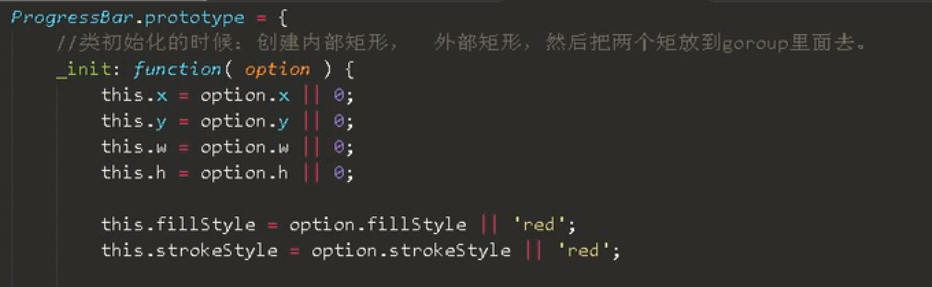 ProgressBar.prototype = {
//类初始化的时候：创建内部矩形， 外部矩形，然后把两个矩放到goroup里面去。
_init: function( option ) {
this.x = option.x || 0;
this.y = option.y || 0;
this.w = option.w || 0;
this.h = option.h || 0;
this.fillStyle = option.fillStyle || 'red';
this.strokeStyle = option.strokeStyle || 'red';